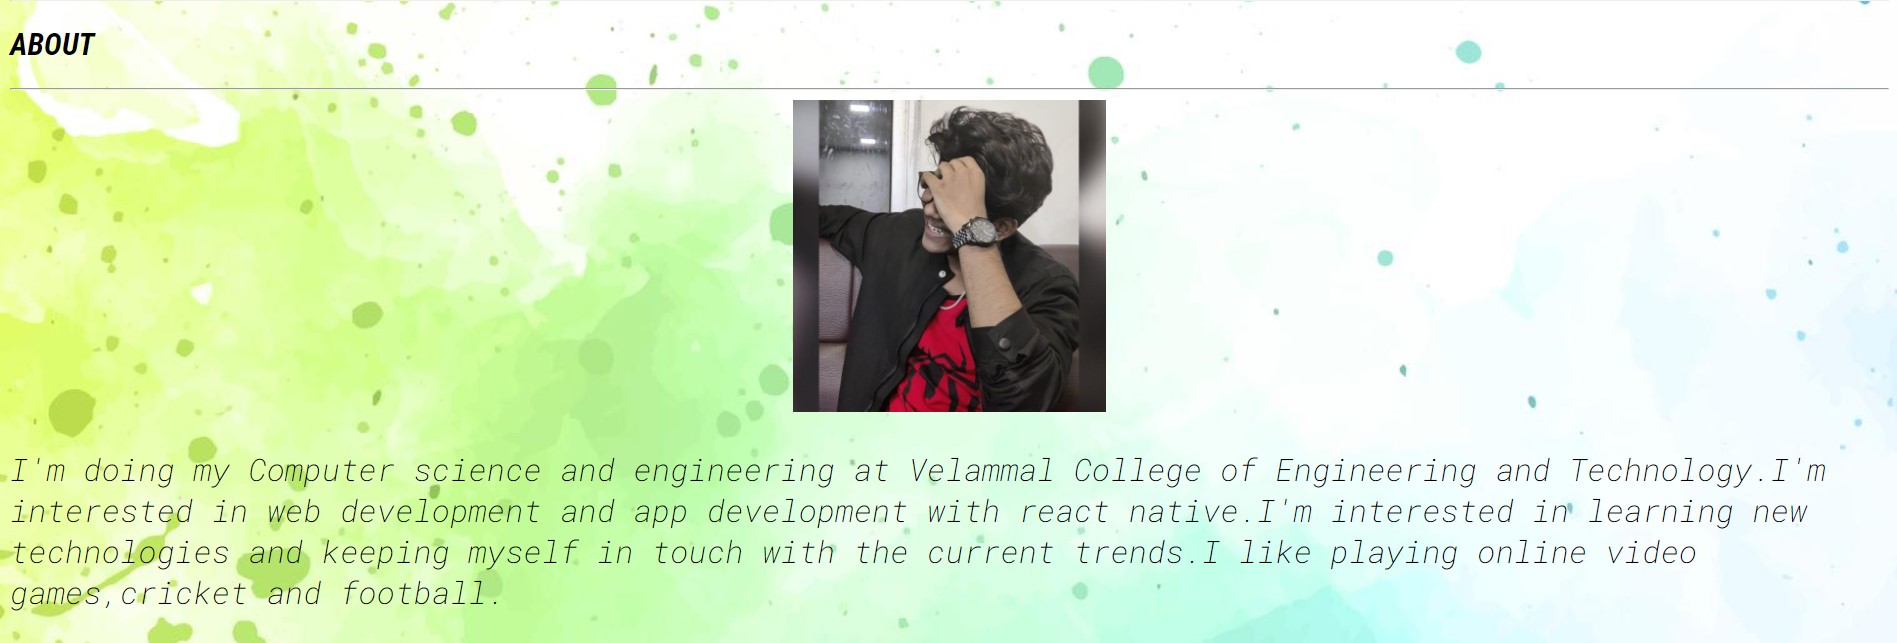 ABOUT
I'm doing my Computer science and engineering at Velammal College of Engineering and Technology.I'm
interested in web development and app development with react native.I'm interested in learning new
technologies and keeping myself in touch with the current trends.I like playing online video
games,cricket and football.